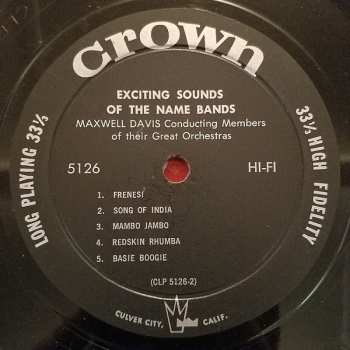 crown
EXCITING SOUNDS
OF THE NAME BANDS
MAXWELL DAVIS Conducting Members
of their Great Orchestras
LONG PLAYING 33⅓
33⅓ HIGH FIDELITY
5126 HI-FI
1. FRENESÍ
2. SONG OF INDIA
3. MAMBO JAMBO
4. REDSKIN RHUMBA
5. BASIE BOOGIE
(CLP 5126-2)
CULVER CITY, CALIF.